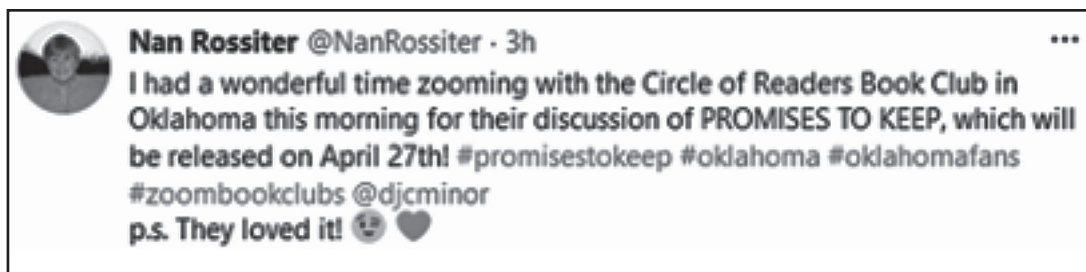 Nan Rossiter @NanRossiter · 3h
I had a wonderful time zooming with the Circle of Readers Book Club in
Oklahoma this morning for their discussion of PROMISES TO KEEP, which will
be released on April 27th! #promisestokeep #oklahoma #oklahomafans
#zoombookclubs @djcminor
p.s. They loved it! 😉 ❤